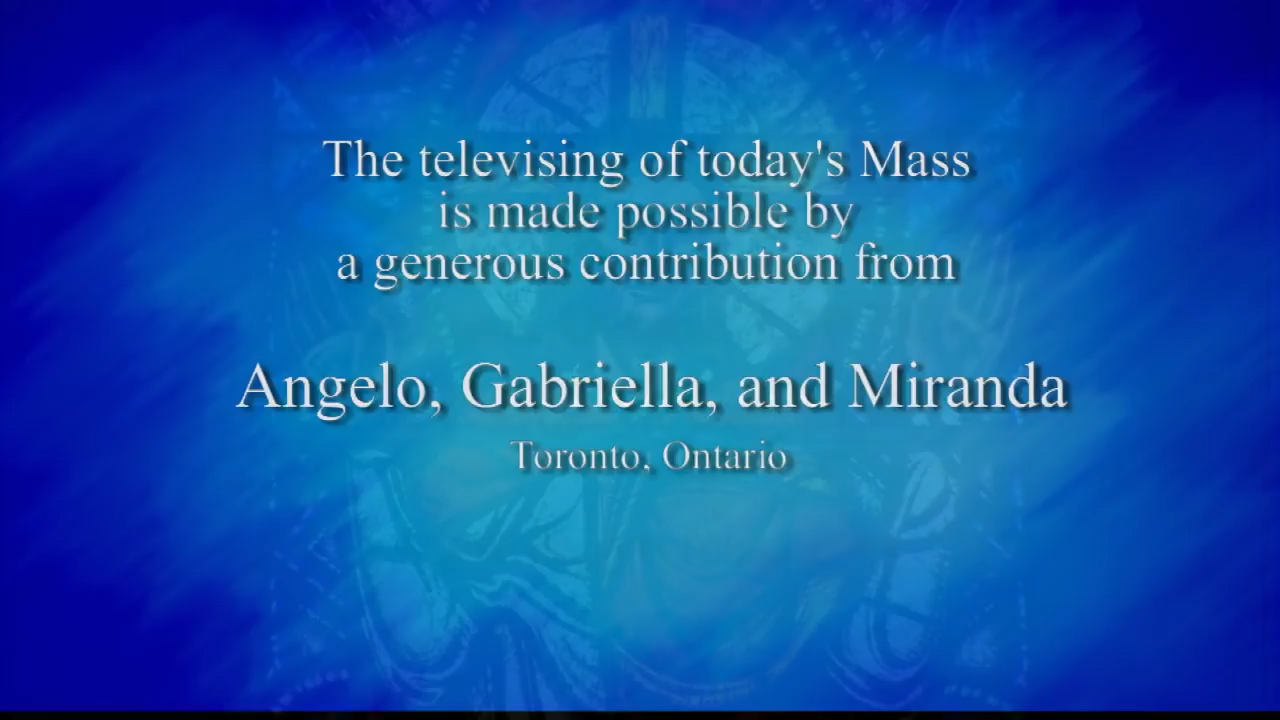 The televising of today's Mass
is made possible by
a generous contribution from
Angelo, Gabriella, and Miranda
Toronto, Ontario